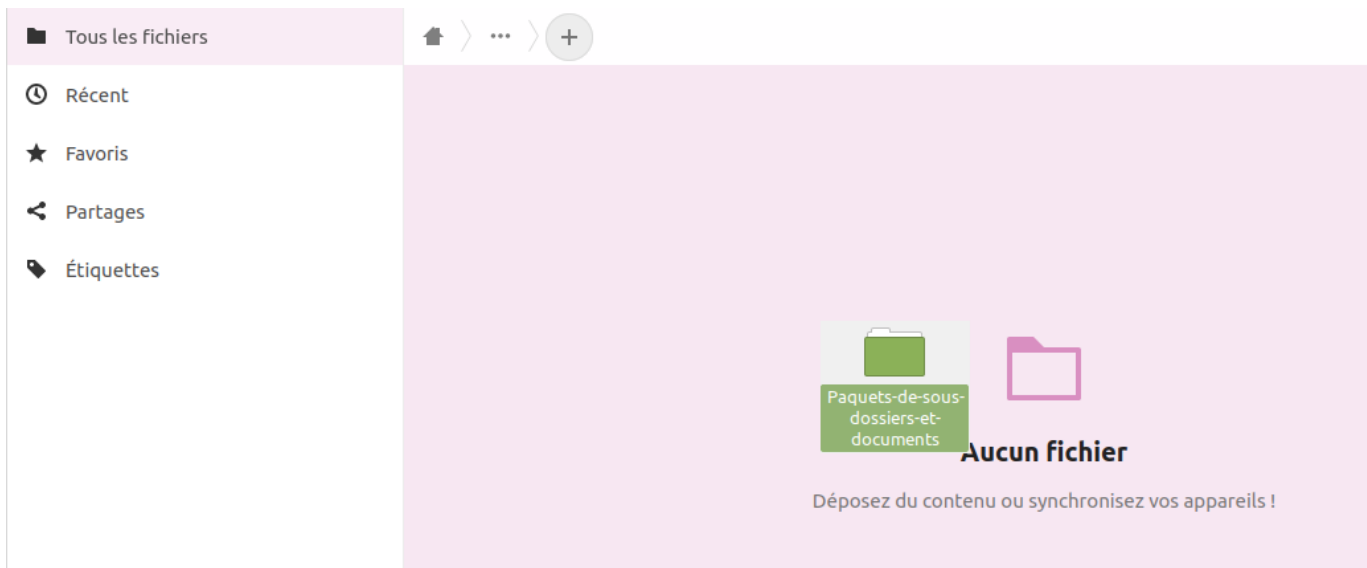 Tous les fichiers
Récent
Favoris
Partages
Étiquettes
Paquets-de-sous-
dossiers-et-
documents
Aucun fichier
Déposez du contenu ou synchronisez vos appareils !